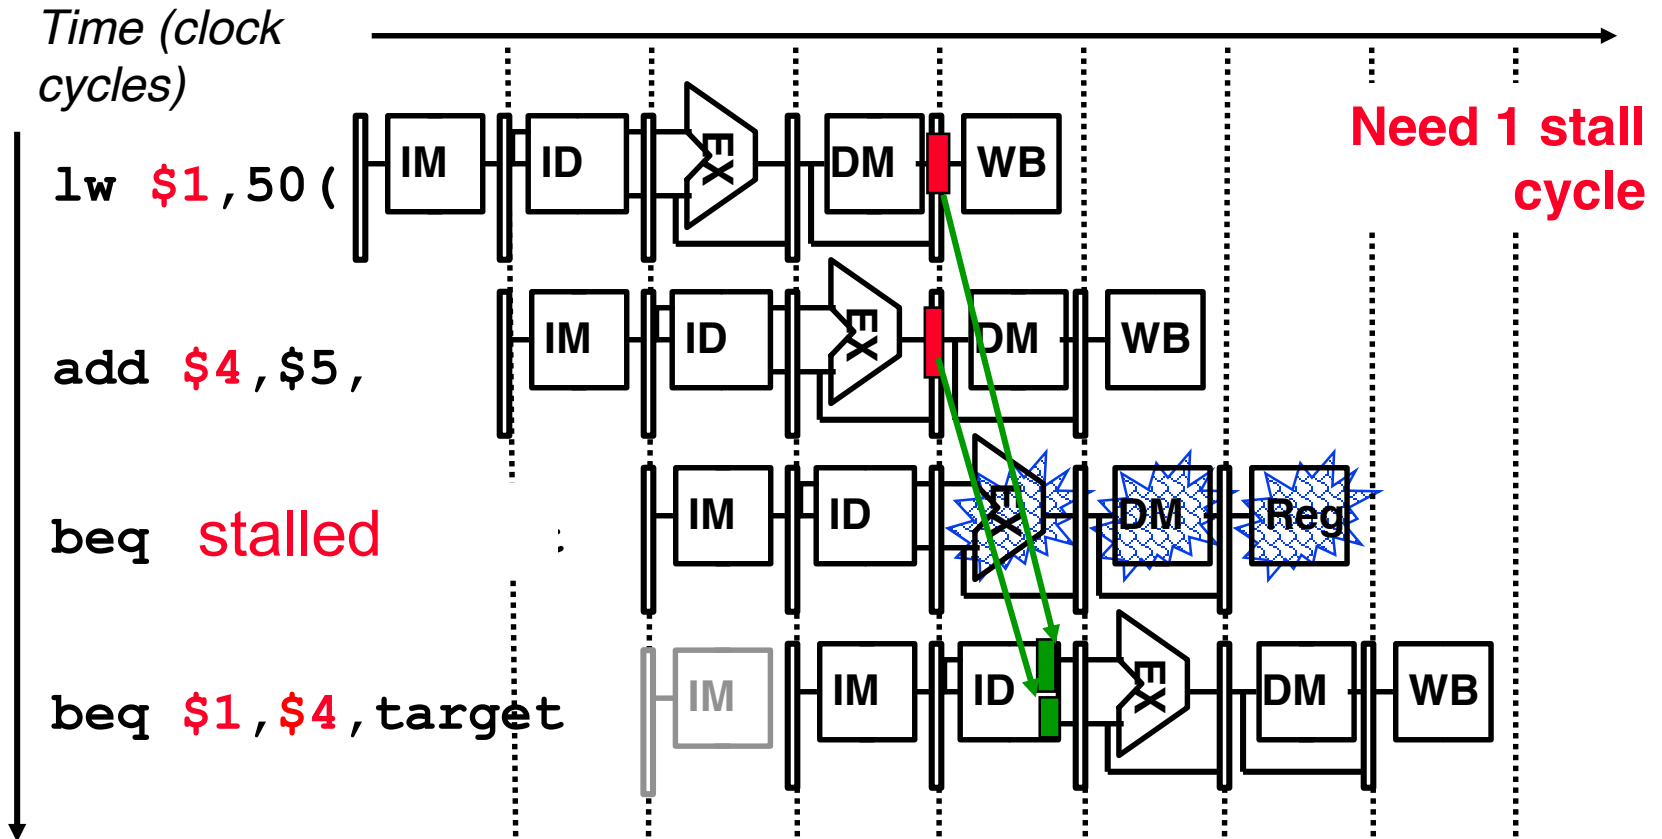 Time (clock
cycles)
Need 1 stall
cycle
lw $1,50(
IM ID EX DM WB
add $4,$5,
IM ID EX DM WB
beq stalled
IM ID EX DM Reg
beq $1,$4,target
IM IM ID EX DM WB